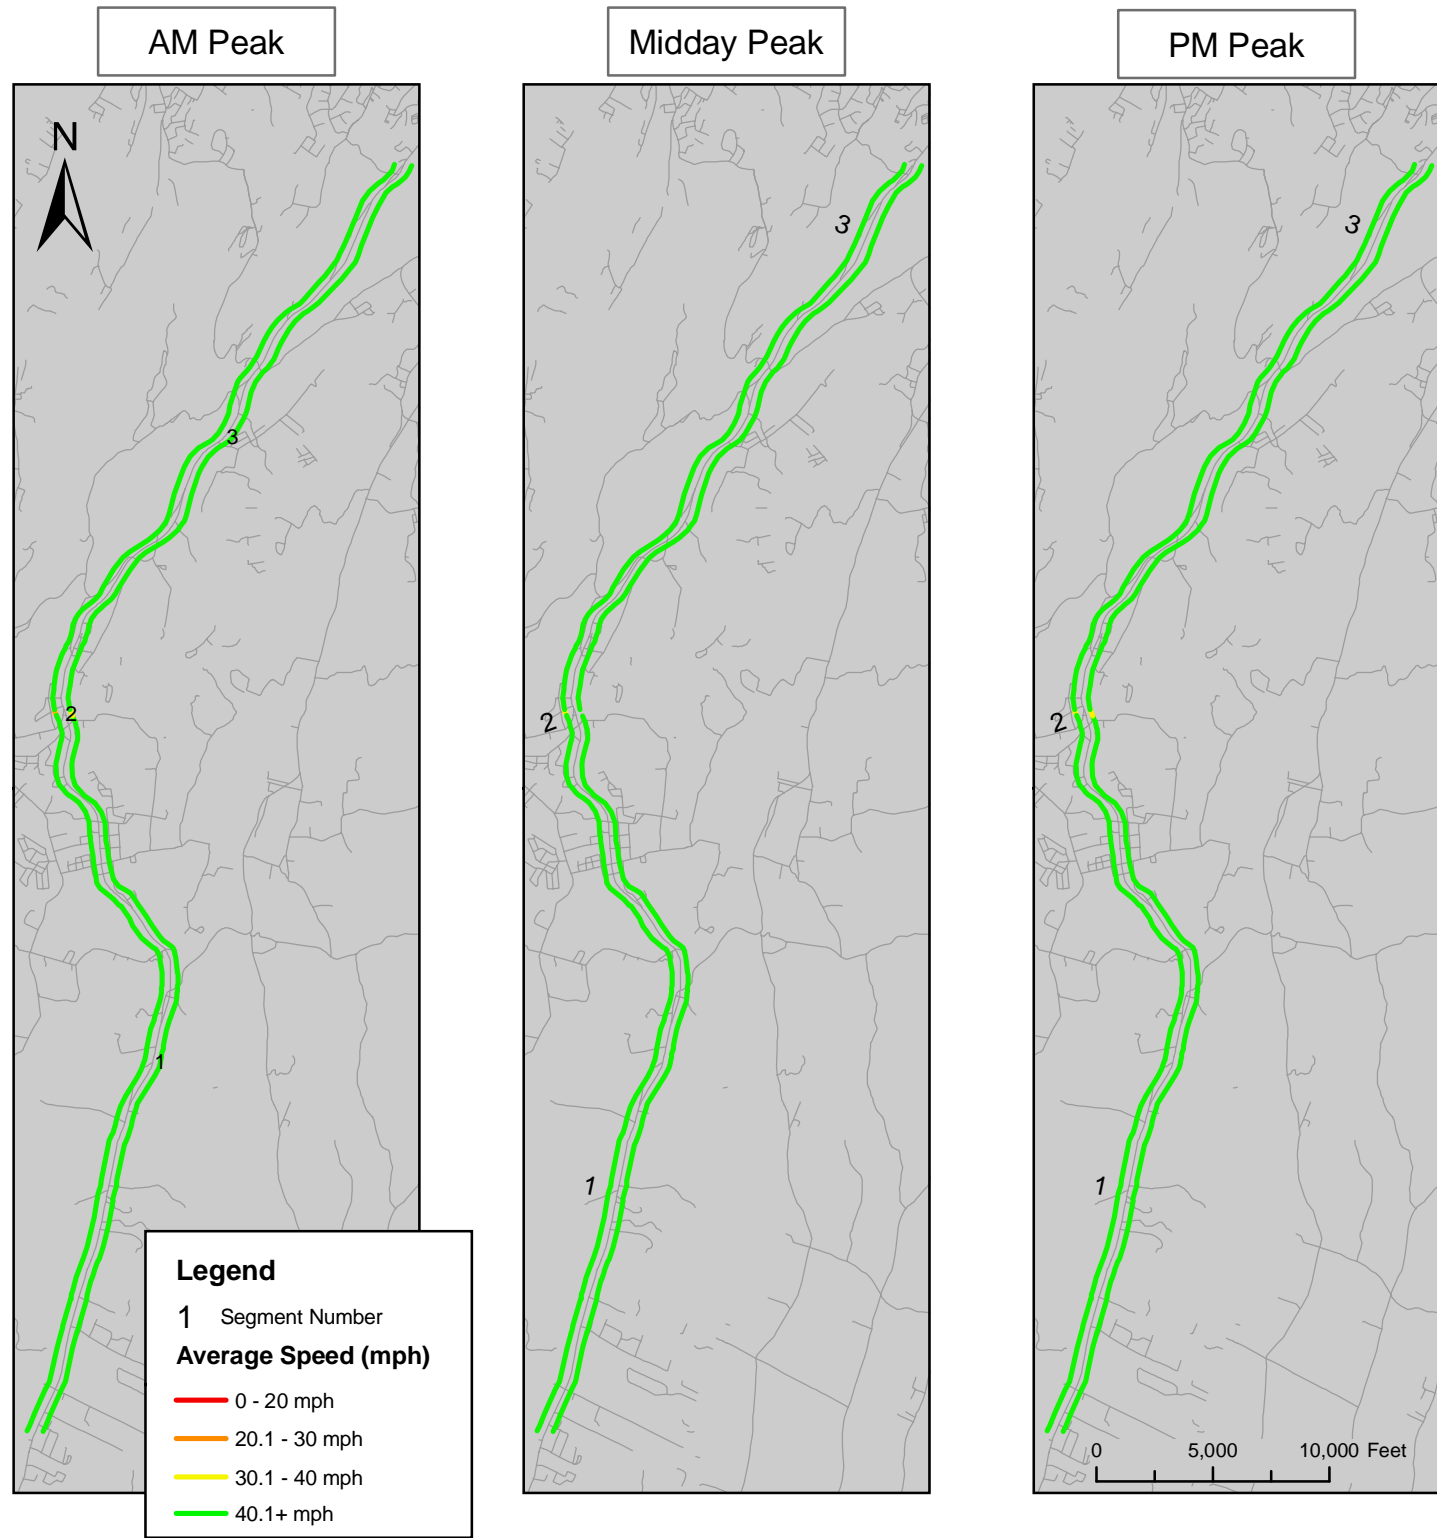 AM Peak
Midday Peak
PM Peak
N
3
2
1
3
2
1
3
2
1
Legend
1 Segment Number
Average Speed (mph)
0 - 20 mph
20.1 - 30 mph
30.1 - 40 mph
40.1+ mph
0 5,000 10,000 Feet